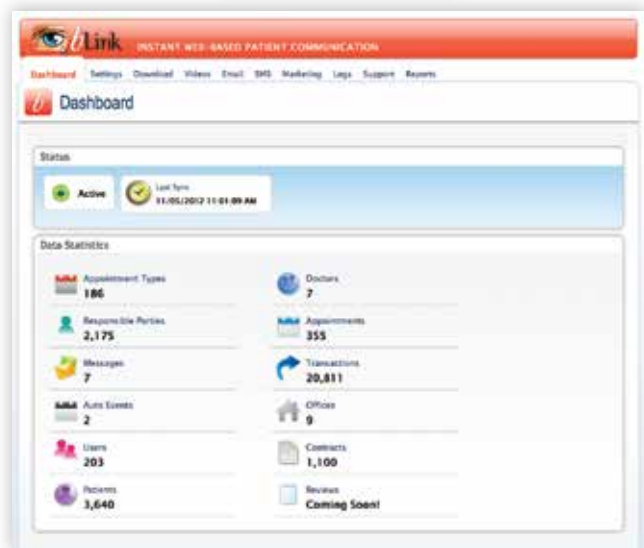 bLink INSTANT WEB-BASED PATIENT COMMUNICATION
Dashboard Settings Download Videos Email SMS Marketing Logs Support Reports
b Dashboard
Status
Active
Last Sync
11/05/2012 11:01:09 AM
Data Statistics
Appointment Types
186
Doctors
7
Responsible Parties
2,175
Appointments
355
Messages
7
Transactions
20,811
Auto Events
2
Offices
9
Users
203
Contracts
1,100
Patients
3,640
Reviews
Coming Soon!